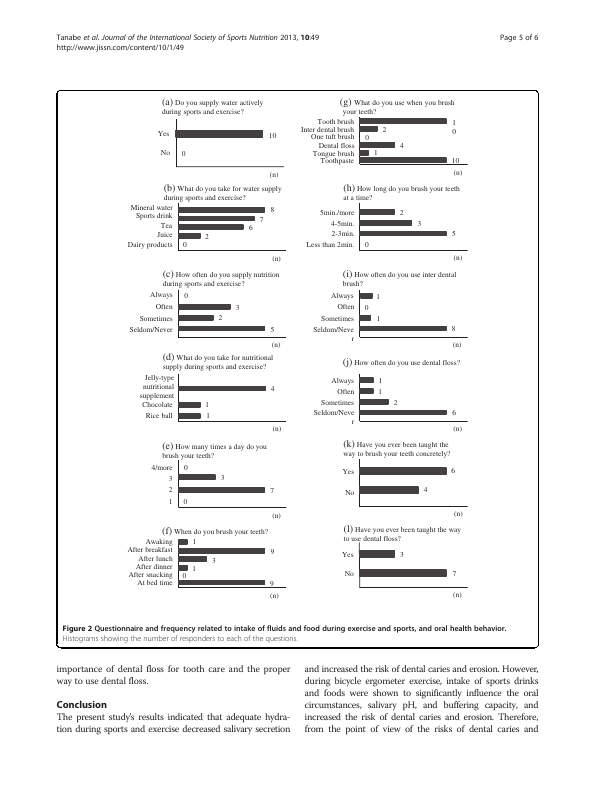 Tanabe et al. Journal of the International Society of Sports Nutrition 2013, 10:49
http://www.jissn.com/content/10/1/49
Page 5 of 6
(a) Do you supply water actively
during sports and exercise?
Yes 10
No 0
(n)
(b) What do you take for water supply
during sports and exercise?
Mineral water 8
Sports drink 7
Tea 6
Juice 2
Dairy products 0
(n)
(c) How often do you supply nutrition
during sports and exercise?
Always 0
Often 3
Sometimes 2
Seldom/Never 5
(n)
(d) What do you take for nutritional
supply during sports and exercise?
Jelly-type
nutritional 4
supplement
Chocolate 1
Rice ball 1
(n)
(e) How many times a day do you
brush your teeth?
4/more 0
3 3
2 7
1 0
(n)
(f) When do you brush your teeth?
Awaking 1
After breakfast 9
After lunch 3
After dinner 1
After snacking 0
At bed time 9
(n)
(g) What do you use when you brush
your teeth?
Tooth brush 1
0
Inter dental brush 2
One tuft brush 0
Dental floss 4
Tongue brush 1
Toothpaste 10
(n)
(h) How long do you brush your teeth
at a time?
5min./more 2
4-5min. 3
2-3min. 5
Less than 2min. 0
(n)
(i) How often do you use inter dental
brush?
Always 1
Often 0
Sometimes 1
Seldom/Neve 8
r
(n)
(j) How often do you use dental floss?
Always 1
Often 1
Sometimes 2
Seldom/Neve 6
r
(n)
(k) Have you ever been taught the
way to brush your teeth concretely?
Yes 6
No 4
(n)
(l) Have you ever been taught the way
to use dental floss?
Yes 3
No 7
(n)
Figure 2 Questionnaire and frequency related to intake of fluids and food during exercise and sports, and oral health behavior.
Histograms showing the number of responders to each of the questions.
importance of dental floss for tooth care and the proper
way to use dental floss.
Conclusion
The present study's results indicated that adequate hydra-
tion during sports and exercise decreased salivary secretion
and increased the risk of dental caries and erosion. However,
during bicycle ergometer exercise, intake of sports drinks
and foods were shown to significantly influence the oral
circumstances, salivary pH, and buffering capacity, and
increased the risk of dental caries and erosion. Therefore,
from the point of view of the risks of dental caries and